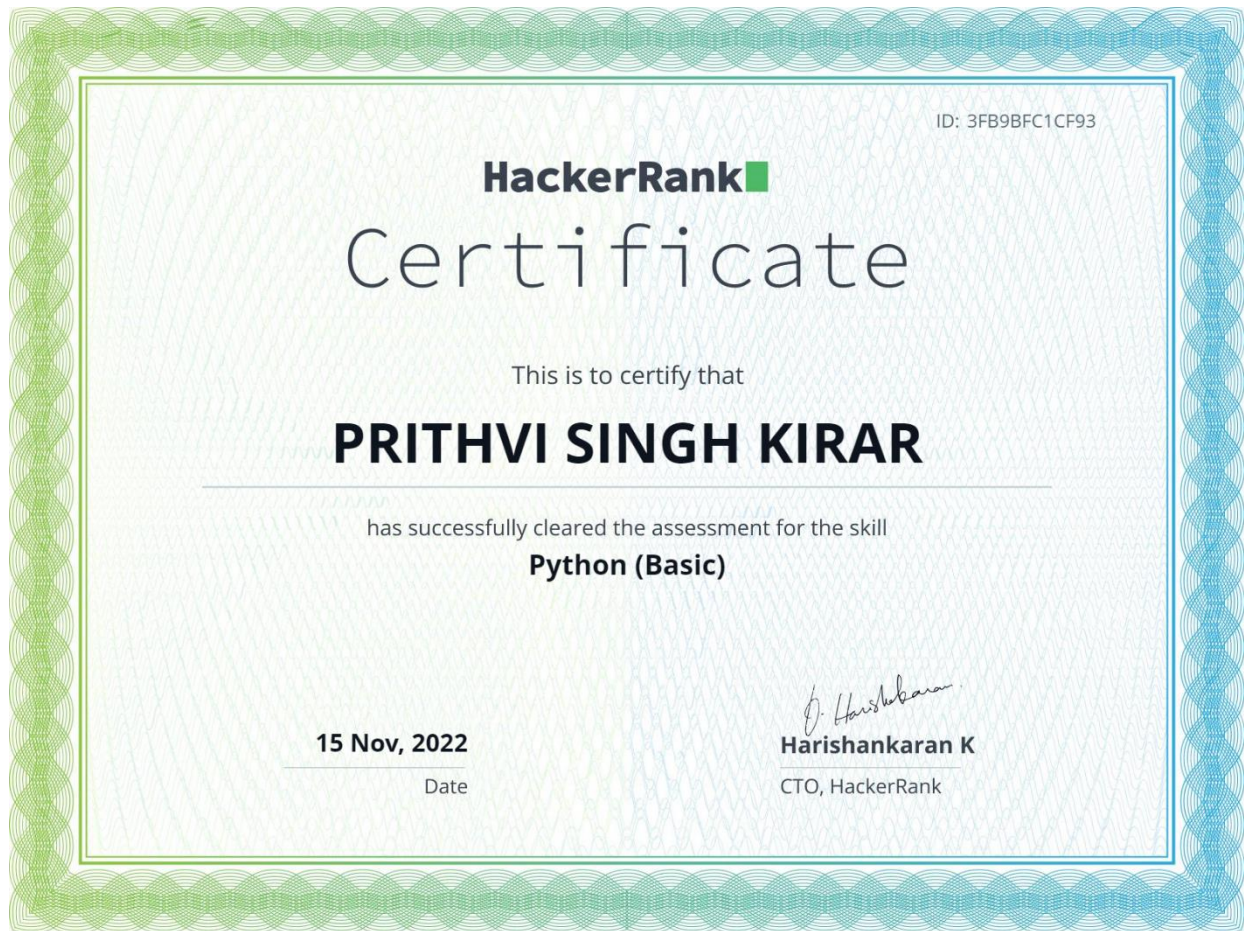 ID: 3FB9BFC1CF93
HackerRank
Certificate
This is to certify that
PRITHVI SINGH KIRAR
has successfully cleared the assessment for the skill
Python (Basic)
15 Nov, 2022
Harishankaran K
Date
CTO, HackerRank